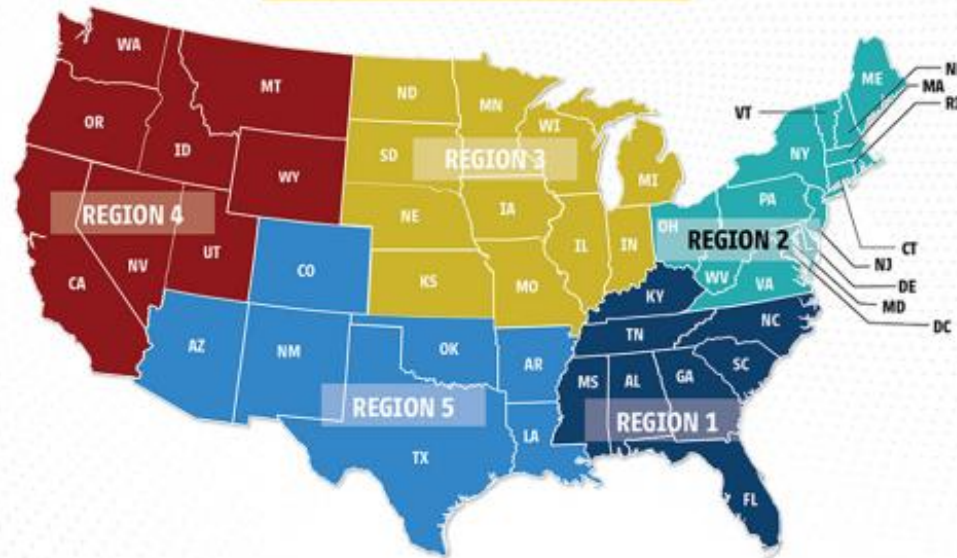 WA
MT
ND
MN
ME
VT
MA
OR
ID
WI
NY
SD
REGION 3
WY
MI
PA
REGION 4
IA
NE
OH
REGION 2
NV
UT
IL
IN
CT
CO
NJ
CA
KS
MO
WV
VA
DE
KY
MD
DC
NC
TN
AZ
NM
OK
AR
SC
MS
AL
GA
REGION 5
REGION 1
LA
TX
FL